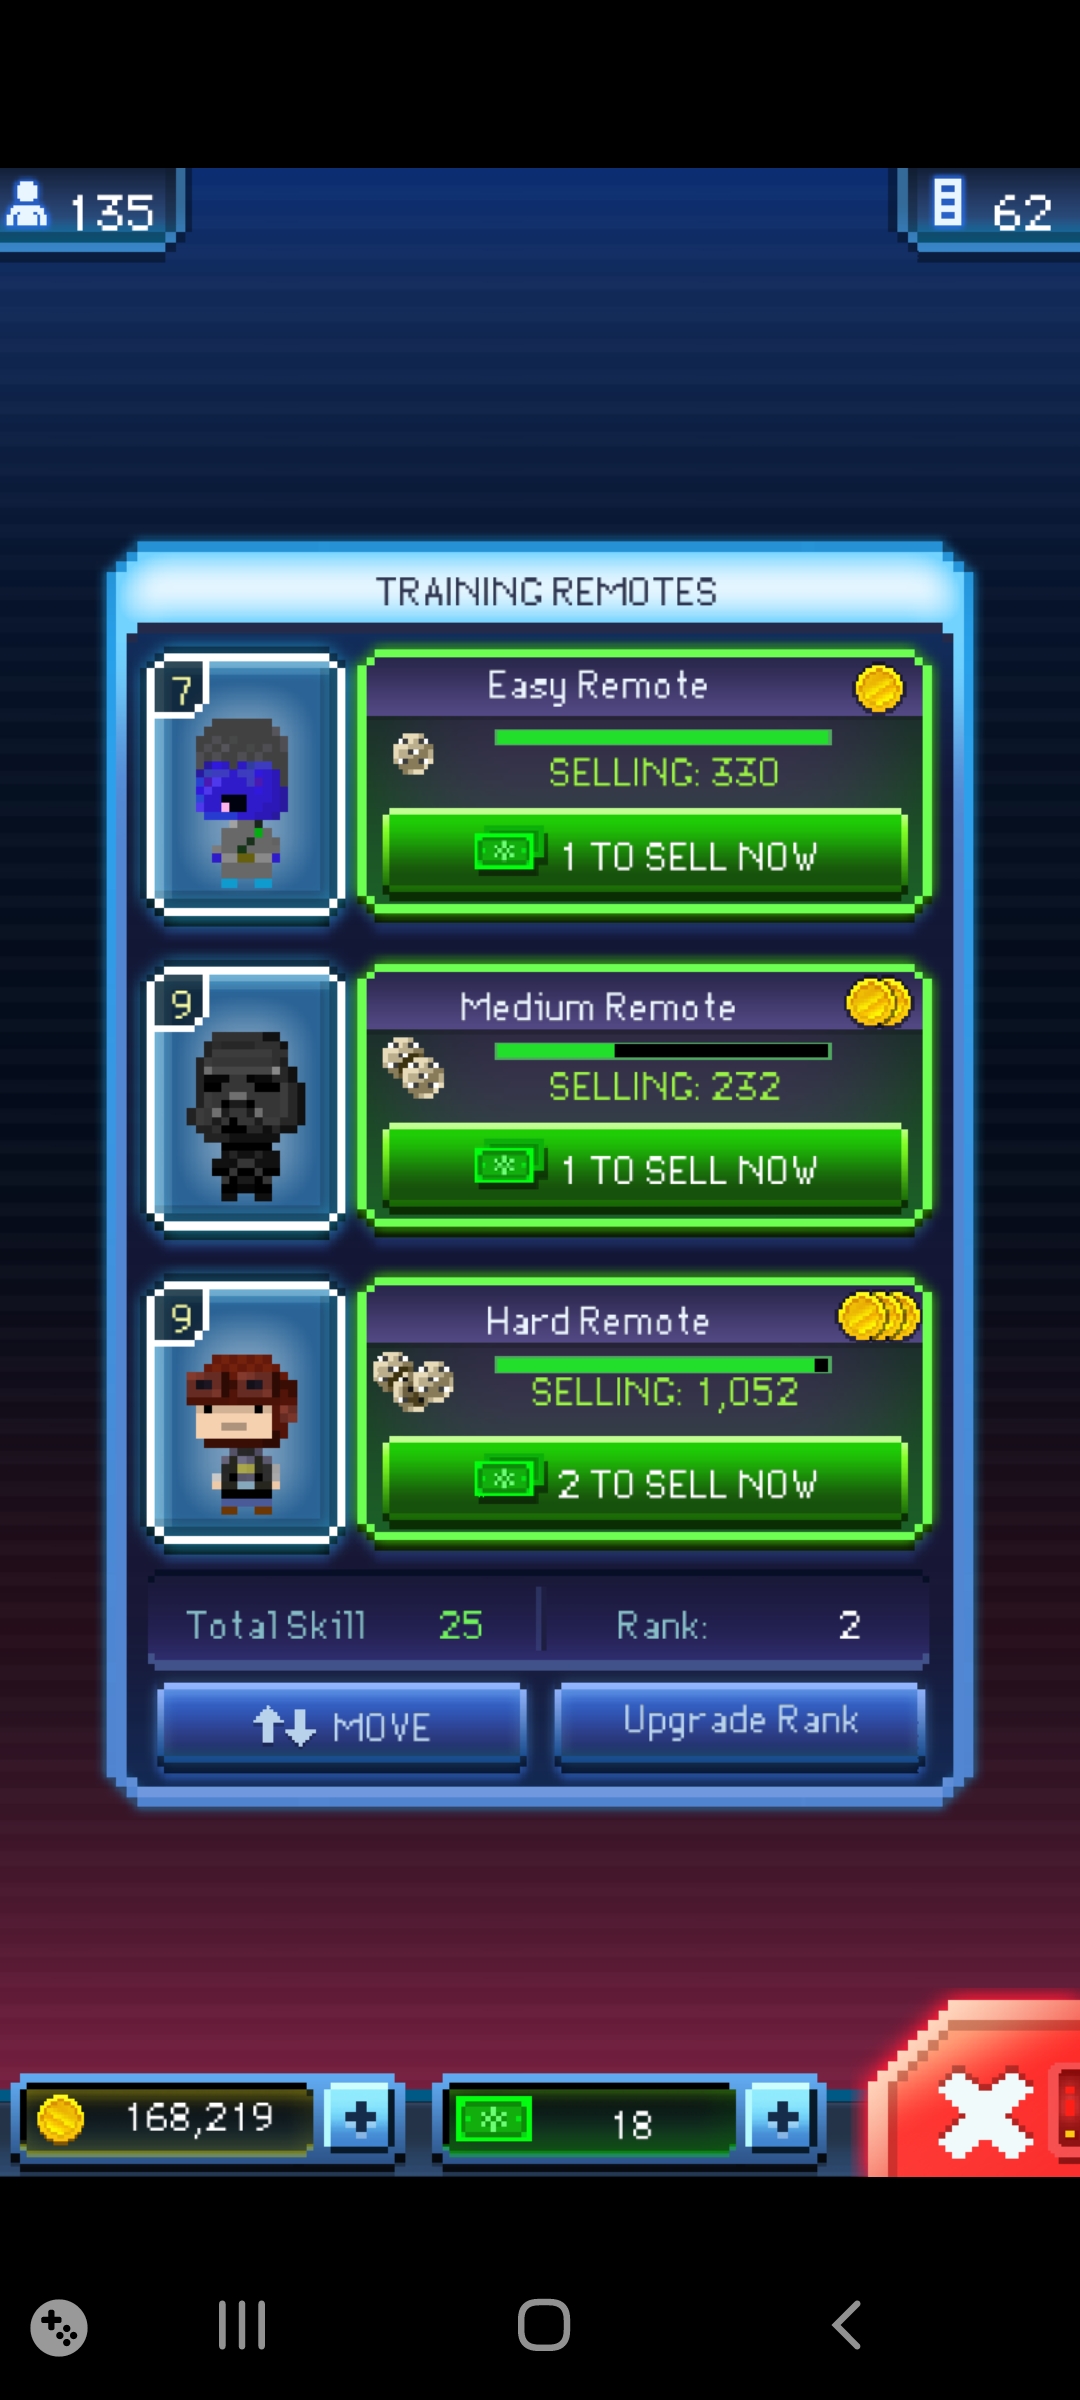 135
62
TRAINING REMOTES
7
Easy Remote
SELLING: 330
1 TO SELL NOW
9
Medium Remote
SELLING: 232
1 TO SELL NOW
9
Hard Remote
SELLING: 1,052
2 TO SELL NOW
Total Skill 25 Rank: 2
MOVE Upgrade Rank
168,219 18